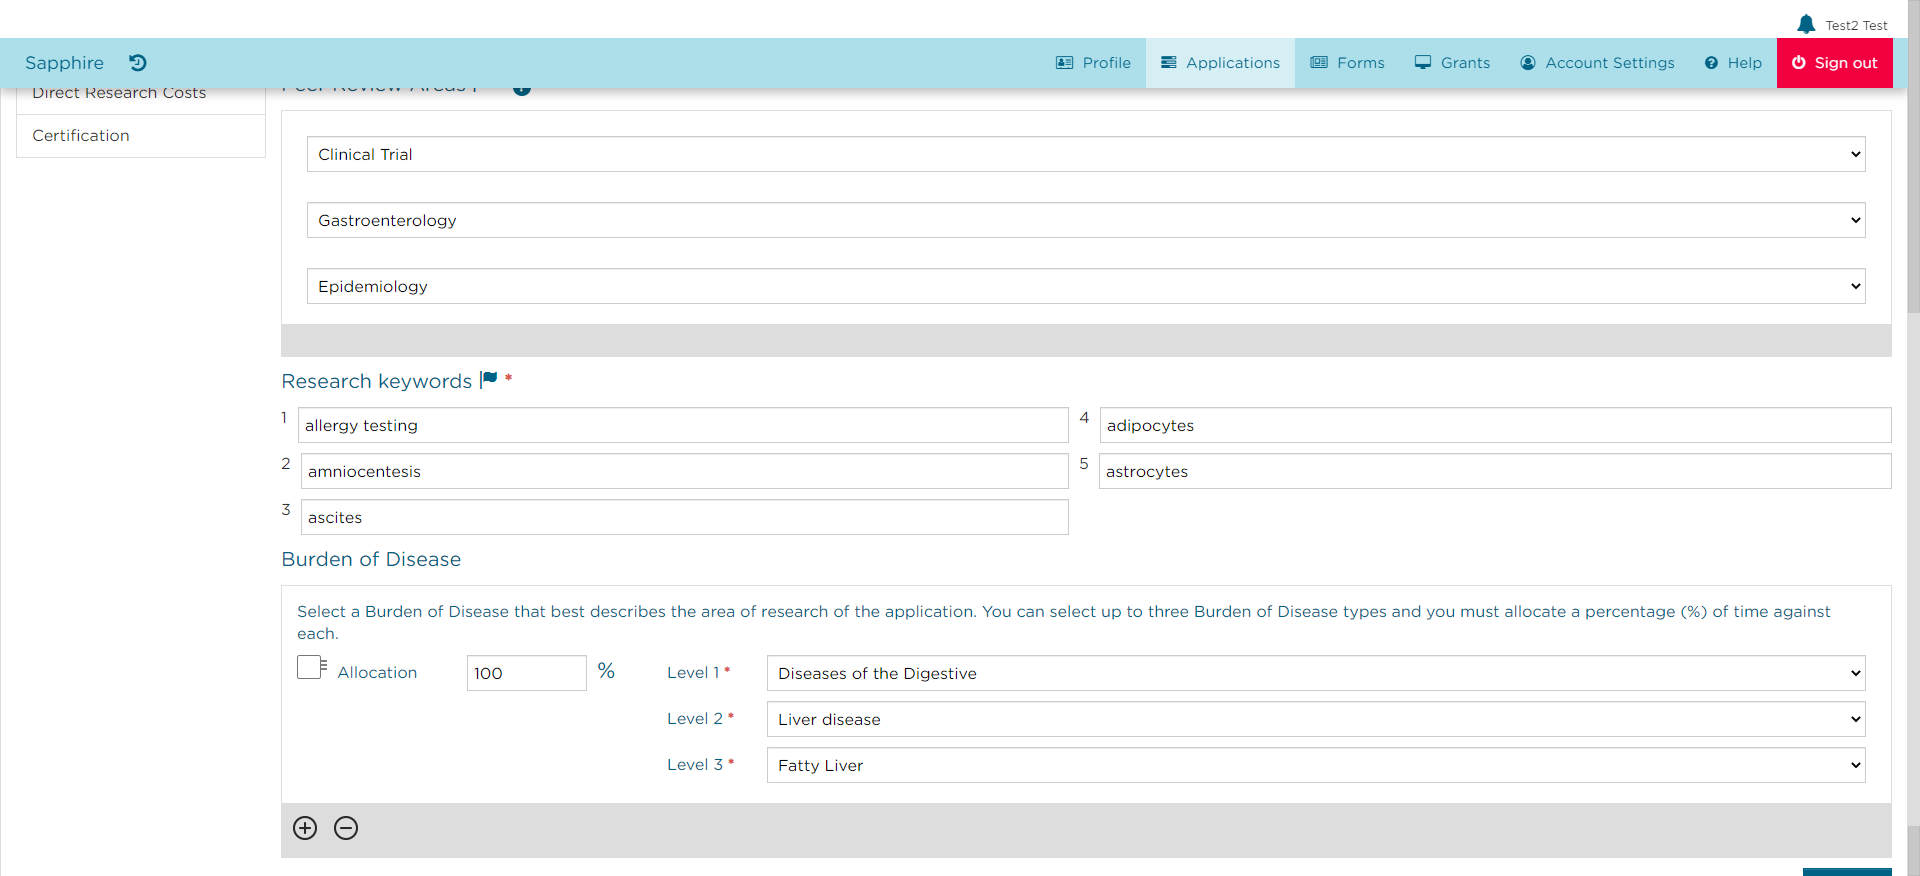 Test2 Test
Sapphire
Profile
Applications
Forms
Grants
Account Settings
Help
Sign out
Direct Research Costs
Certification
Peer Review Areas
Clinical Trial
Gastroenterology
Epidemiology
Research keywords *
1 allergy testing
2 amniocentesis
3 ascites
4 adipocytes
5 astrocytes
Burden of Disease
Select a Burden of Disease that best describes the area of research of the application. You can select up to three Burden of Disease types and you must allocate a percentage (%) of time against
each.
Allocation 100 %
Level 1 * Diseases of the Digestive
Level 2 * Liver disease
Level 3 * Fatty Liver